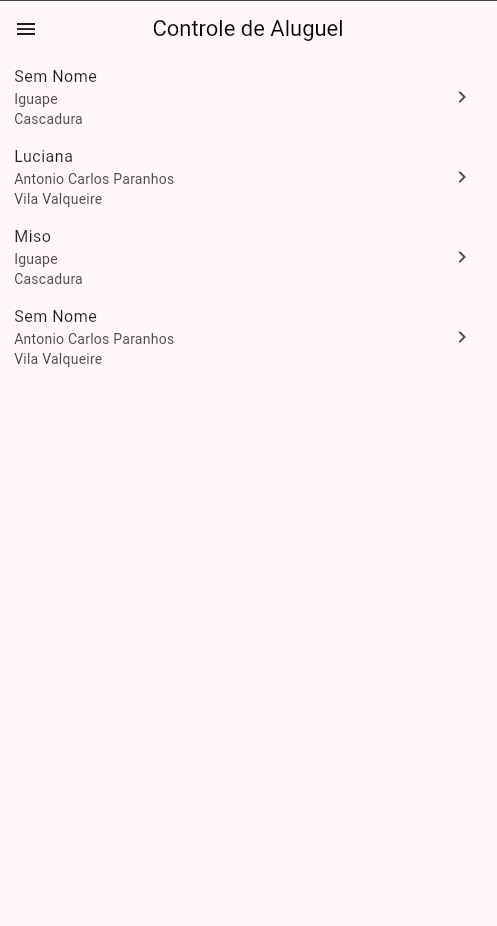 Controle de Aluguel
Sem Nome
Iguape
Cascadura
Luciana
Antonio Carlos Paranhos
Vila Valqueire
Miso
Iguape
Cascadura
Sem Nome
Antonio Carlos Paranhos
Vila Valqueire